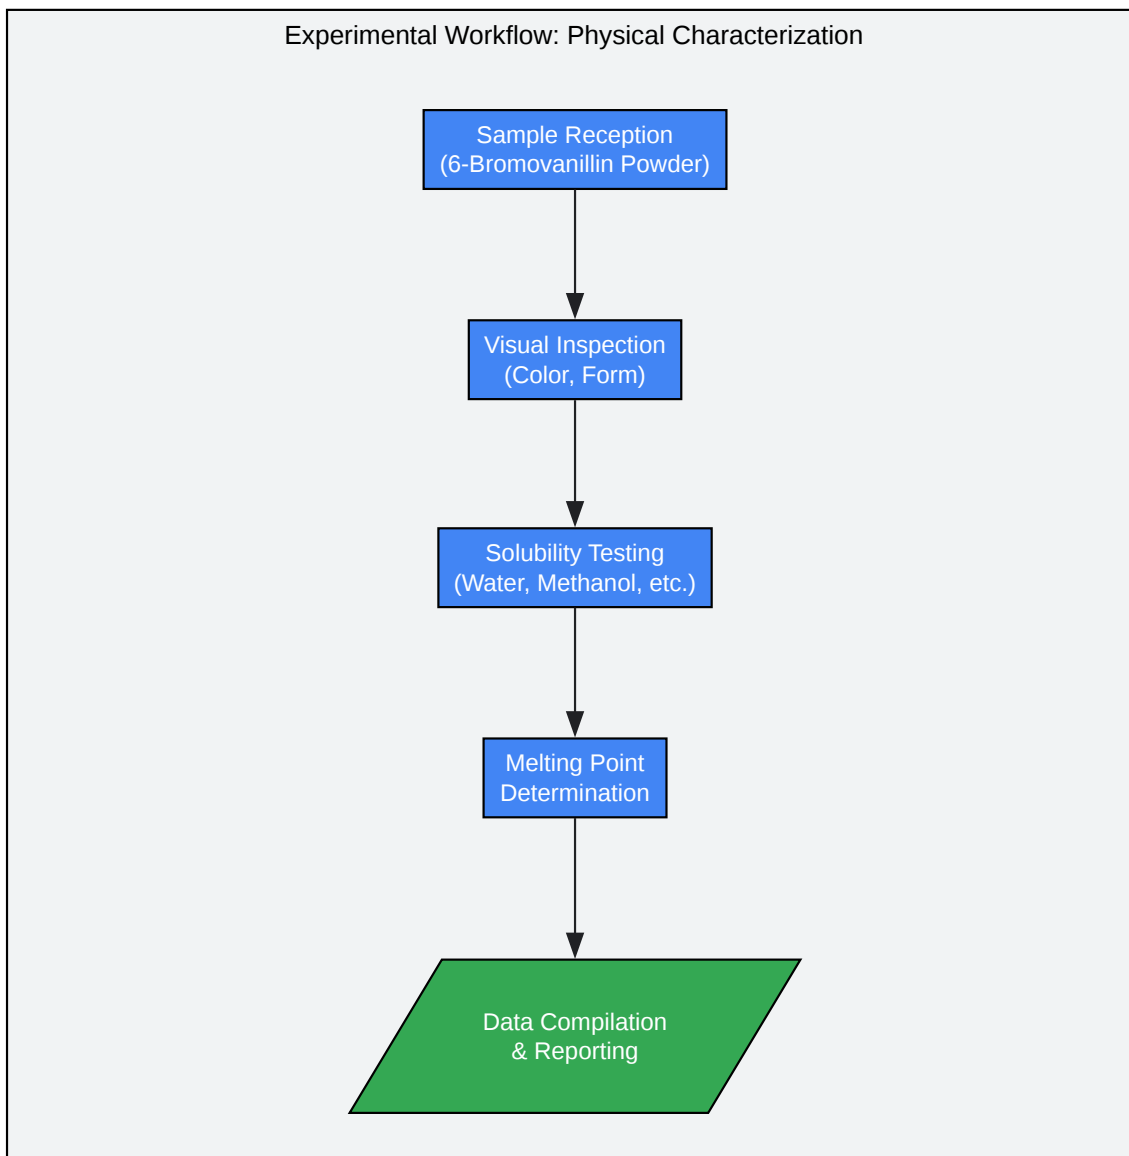 Experimental Workflow: Physical Characterization
Sample Reception
(6-Bromovanillin Powder)
Visual Inspection
(Color, Form)
Solubility Testing
(Water, Methanol, etc.)
Melting Point
Determination
Data Compilation
& Reporting